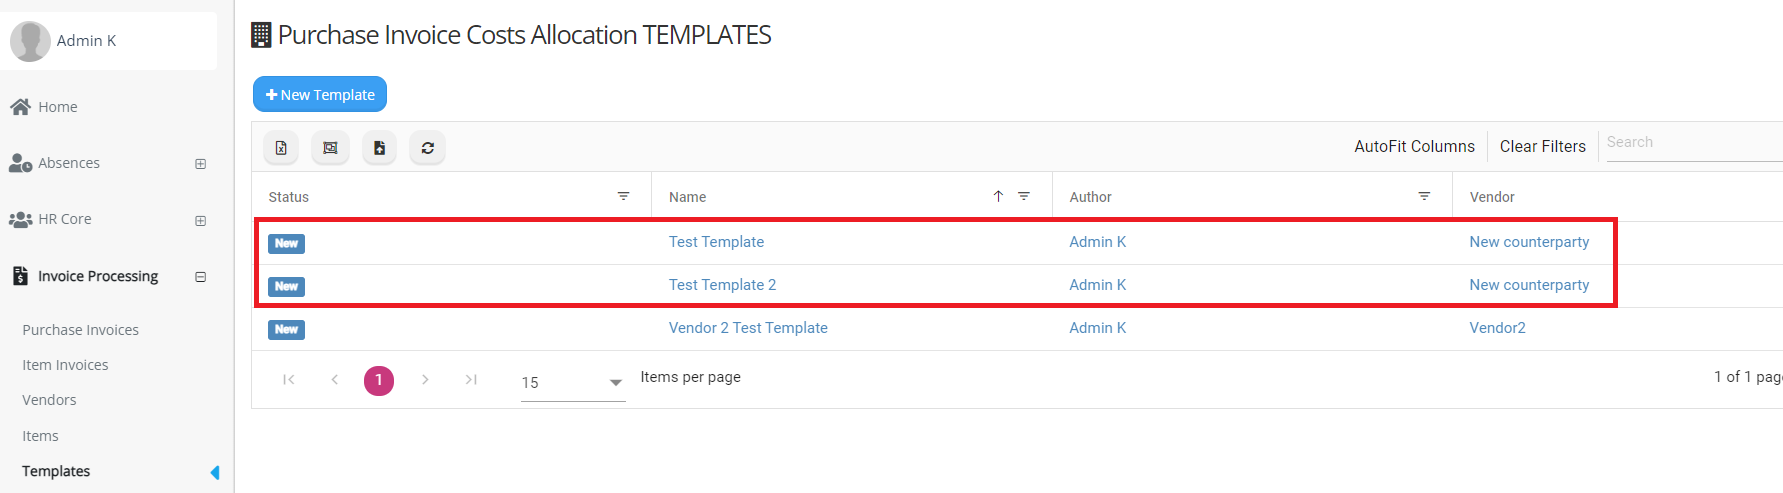 Admin K
Home
Absences
HR Core
Invoice Processing
Purchase Invoices
Item Invoices
Vendors
Items
Templates
Purchase Invoice Costs Allocation TEMPLATES
New Template
AutoFit Columns Clear Filters Search
Status Name Author Vendor
New Test Template Admin K New counterparty
New Test Template 2 Admin K New counterparty
New Vendor 2 Test Template Admin K Vendor2
1 15 Items per page 1 of 1 page